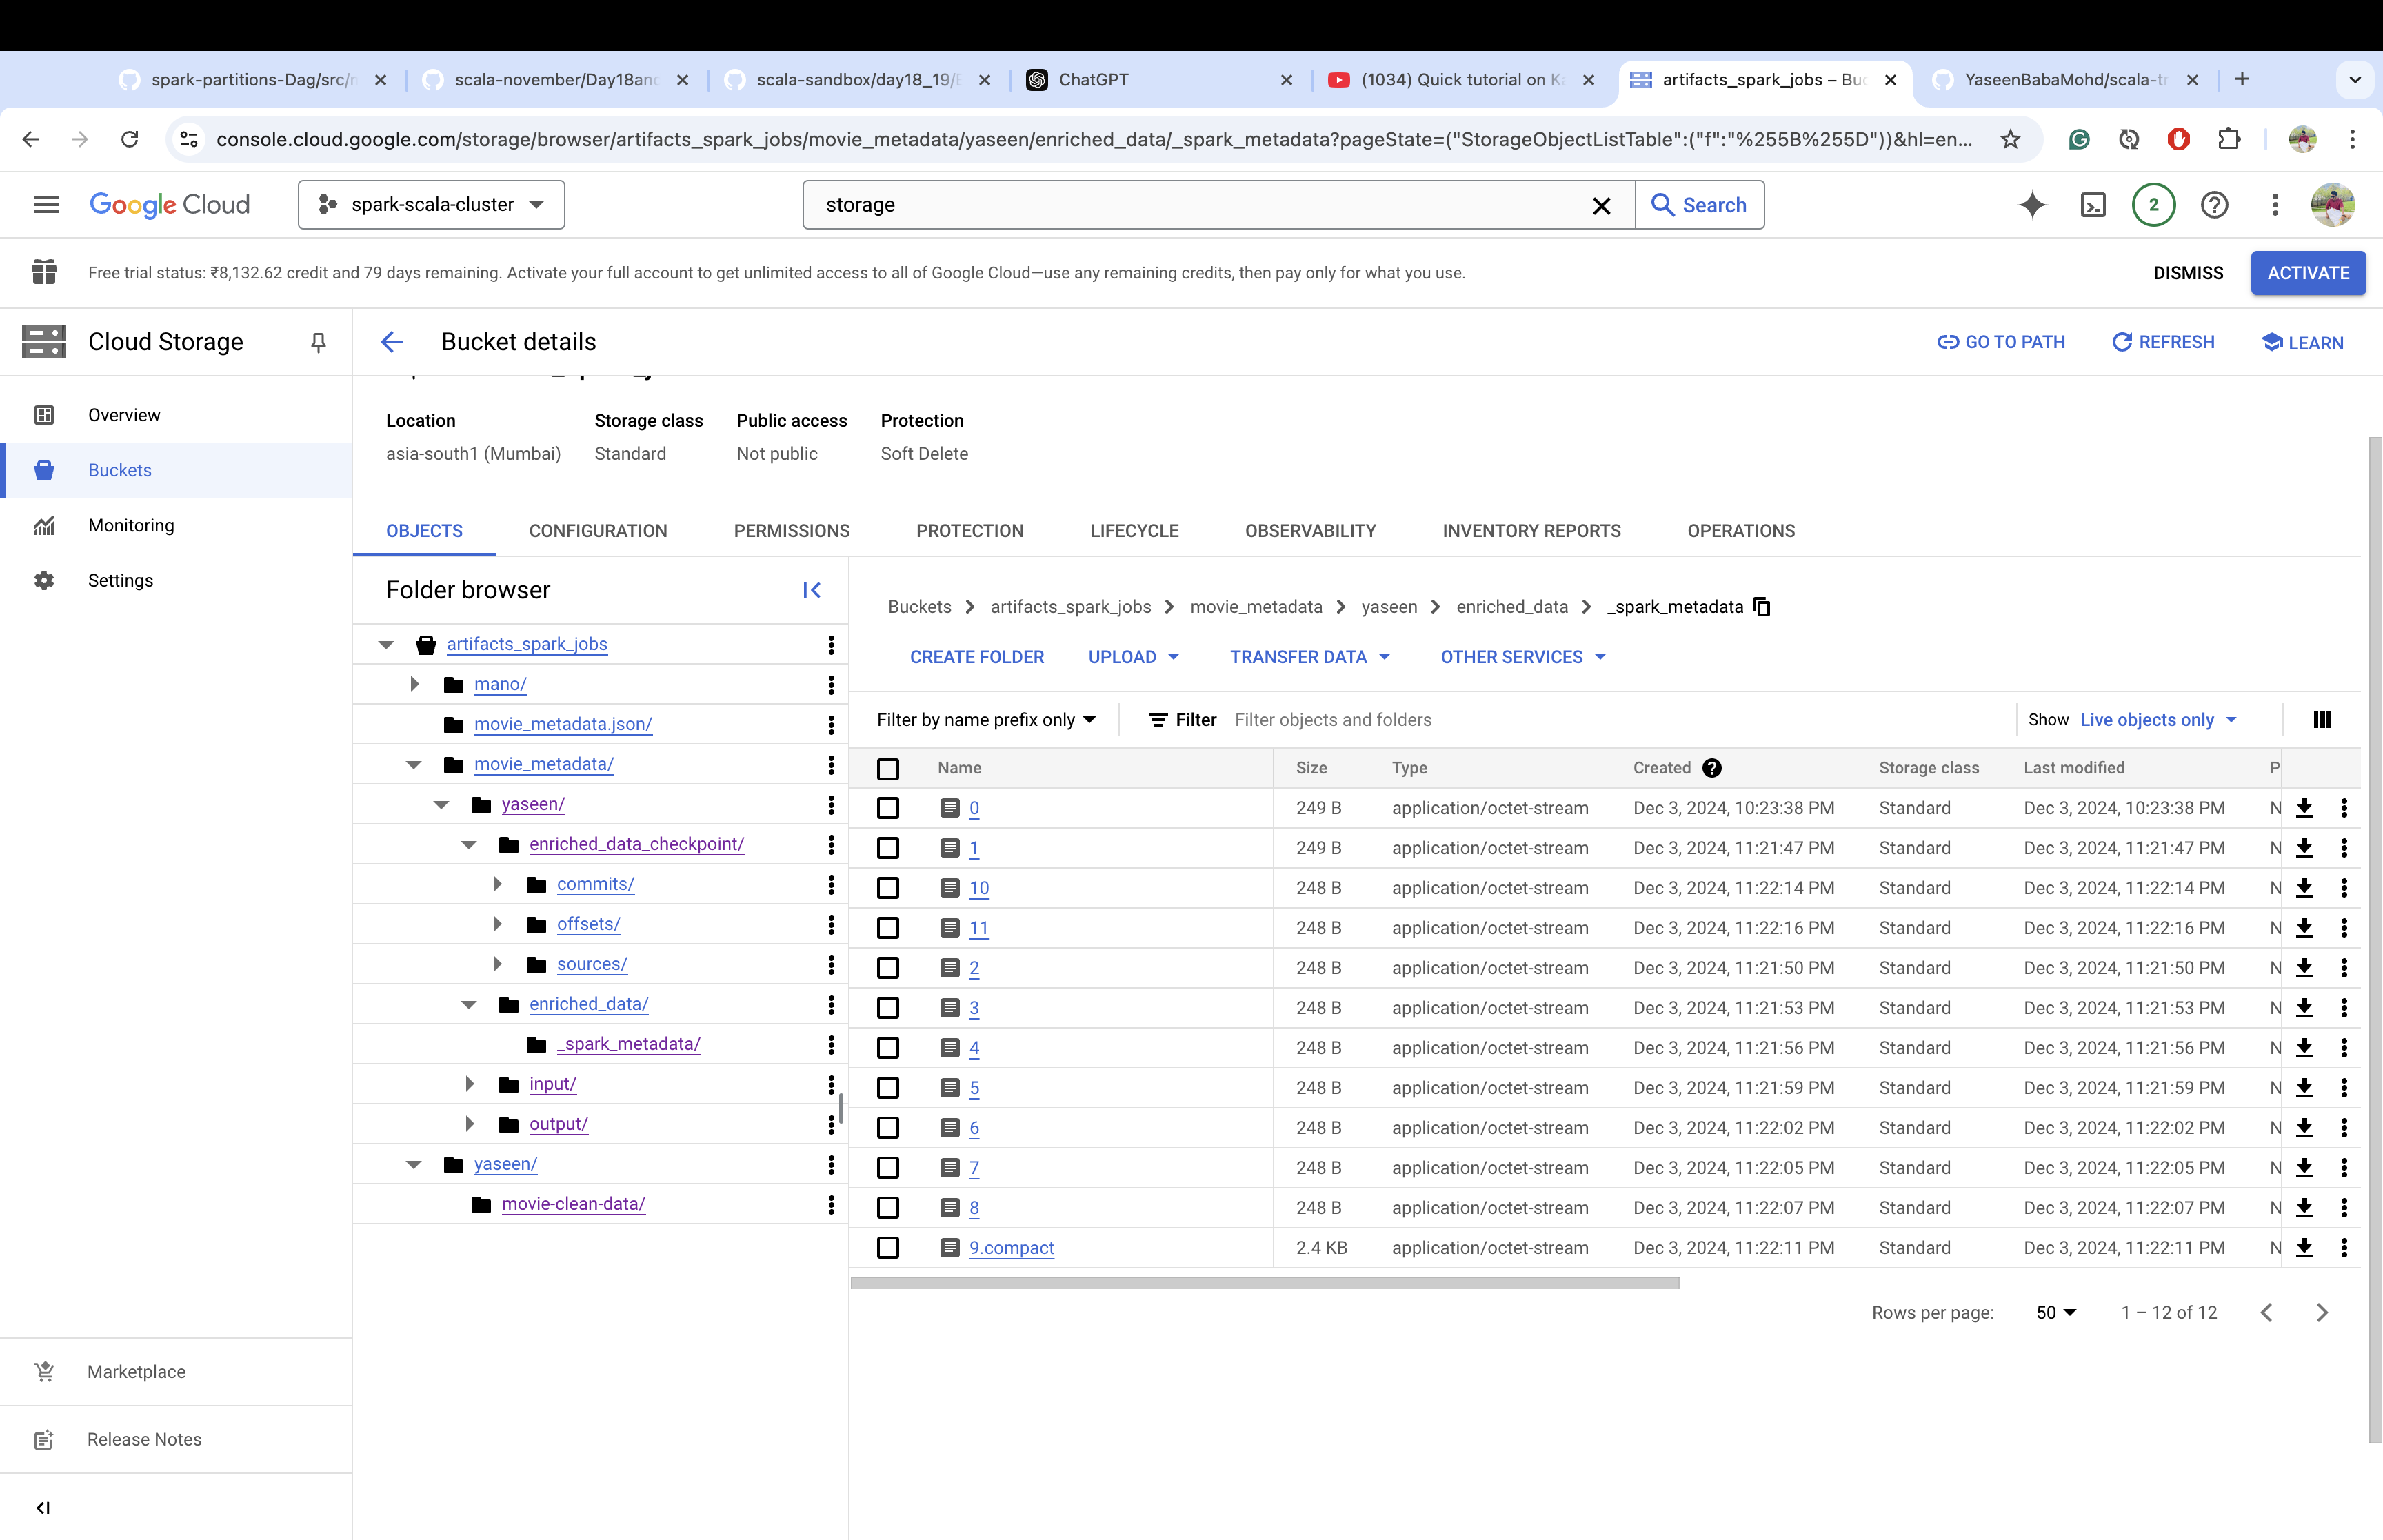 spark-partitions-Dag/src/n
scala-november/Day18and
scala-sandbox/day18_19/E
ChatGPT
(1034) Quick tutorial on Ka
artifacts_spark_jobs – Buc
YaseenBabaMohd/scala-tr
console.cloud.google.com/storage/browser/artifacts_spark_jobs/movie_metadata/yaseen/enriched_data/_spark_metadata?pageState=("StorageObjectListTable":("f":"%255B%255D"))&hl=en...
Google Cloud
spark-scala-cluster
storage
Search
2
Free trial status: ₹8,132.62 credit and 79 days remaining. Activate your full account to get unlimited access to all of Google Cloud—use any remaining credits, then pay only for what you use.
DISMISS
ACTIVATE
Cloud Storage
Bucket details
GO TO PATH
REFRESH
LEARN
Overview
Buckets
Monitoring
Settings
Marketplace
Release Notes
Location Storage class Public access Protection
asia-south1 (Mumbai) Standard Not public Soft Delete
OBJECTS CONFIGURATION PERMISSIONS PROTECTION LIFECYCLE OBSERVABILITY INVENTORY REPORTS OPERATIONS
Folder browser
artifacts_spark_jobs
mano/
movie_metadata.json/
movie_metadata/
yaseen/
enriched_data_checkpoint/
commits/
offsets/
sources/
enriched_data/
_spark_metadata/
input/
output/
yaseen/
movie-clean-data/
Buckets > artifacts_spark_jobs > movie_metadata > yaseen > enriched_data > _spark_metadata
CREATE FOLDER UPLOAD TRANSFER DATA OTHER SERVICES
Filter by name prefix only Filter Filter objects and folders Show Live objects only
Name Size Type Created Storage class Last modified P
0 249 B application/octet-stream Dec 3, 2024, 10:23:38 PM Standard Dec 3, 2024, 10:23:38 PM N
1 249 B application/octet-stream Dec 3, 2024, 11:21:47 PM Standard Dec 3, 2024, 11:21:47 PM N
10 248 B application/octet-stream Dec 3, 2024, 11:22:14 PM Standard Dec 3, 2024, 11:22:14 PM N
11 248 B application/octet-stream Dec 3, 2024, 11:22:16 PM Standard Dec 3, 2024, 11:22:16 PM N
2 248 B application/octet-stream Dec 3, 2024, 11:21:50 PM Standard Dec 3, 2024, 11:21:50 PM N
3 248 B application/octet-stream Dec 3, 2024, 11:21:53 PM Standard Dec 3, 2024, 11:21:53 PM N
4 248 B application/octet-stream Dec 3, 2024, 11:21:56 PM Standard Dec 3, 2024, 11:21:56 PM N
5 248 B application/octet-stream Dec 3, 2024, 11:21:59 PM Standard Dec 3, 2024, 11:21:59 PM N
6 248 B application/octet-stream Dec 3, 2024, 11:22:02 PM Standard Dec 3, 2024, 11:22:02 PM N
7 248 B application/octet-stream Dec 3, 2024, 11:22:05 PM Standard Dec 3, 2024, 11:22:05 PM N
8 248 B application/octet-stream Dec 3, 2024, 11:22:07 PM Standard Dec 3, 2024, 11:22:07 PM N
9.compact 2.4 KB application/octet-stream Dec 3, 2024, 11:22:11 PM Standard Dec 3, 2024, 11:22:11 PM N
Rows per page: 50 1 – 12 of 12